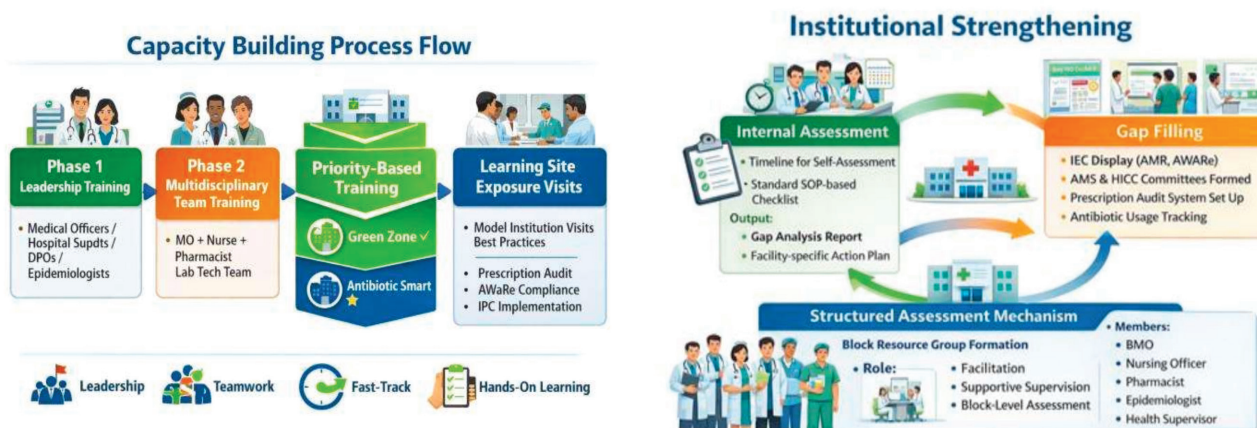 Capacity Building Process Flow
Phase 1
Leadership Training
• Medical Officers /
Hospital Supdts /
DPOs /
Epidemiologists
Phase 2
Multidisciplinary
Team Training
• MO + Nurse +
Pharmacist
Lab Tech Team
Priority-Based
Training
Green Zone ✓
Antibiotic Smart
Learning Site
Exposure Visits
• Model Institution Visits
Best Practices
• Prescription Audit
• AWaRe Compliance
• IPC Implementation
Leadership
Teamwork
Fast-Track
Hands-On Learning
Institutional Strengthening
Internal Assessment
• Timeline for Self-Assessment
• Standard SOP-based
Checklist
Output:
• Gap Analysis Report
• Facility-specific Action Plan
Gap Filling
• IEC Display (AMR, AWARe)
• AMS & HICC Committees Formed
• Prescription Audit System Set Up
• Antibiotic Usage Tracking
Structured Assessment Mechanism
Block Resource Group Formation
• Role:
• Facilitation
• Supportive Supervision
• Block-Level Assessment
• Members:
• BMO
• Nursing Officer
• Pharmacist
• Epidemiologist
• Health Supervisor